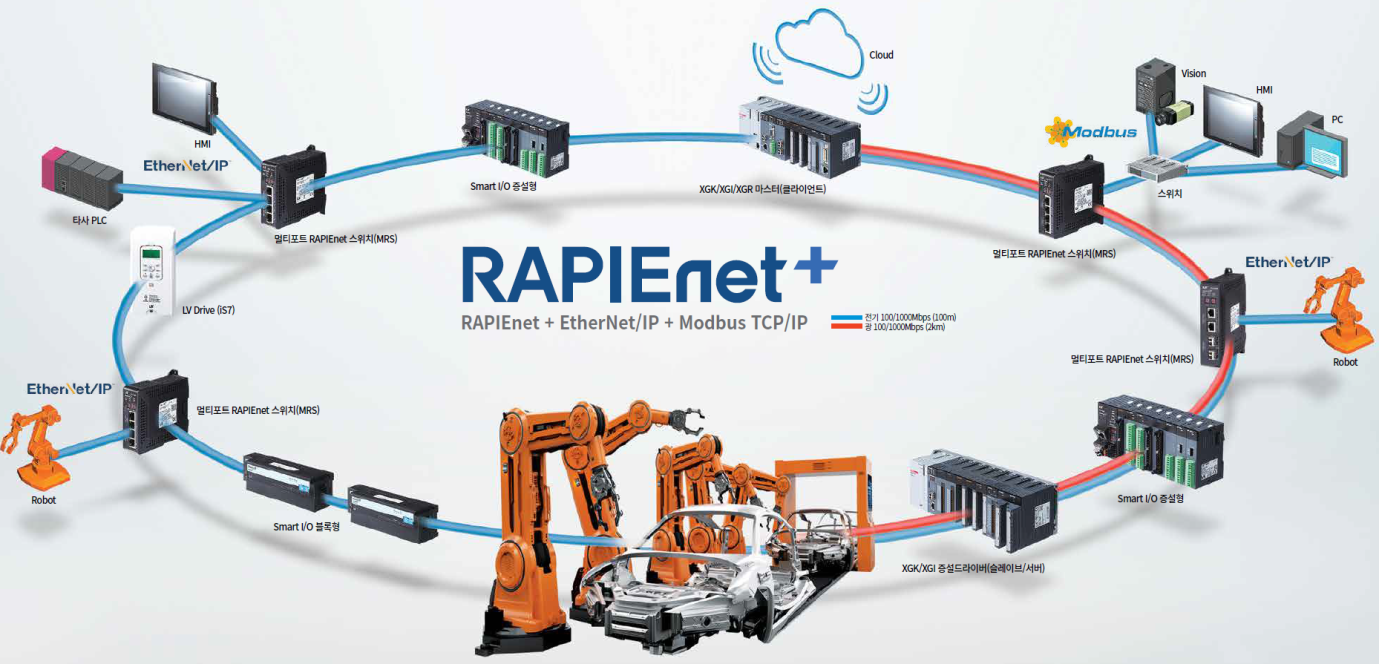 Cloud
Vision
HMI
PC
Modbus
스위치
HMI
EtherNet/IP
타사 PLC
멀티포트 RAPIEnet 스위치(MRS)
Smart I/O 증설형
XGK/XGI/XGR 마스터(클라이언트)
멀티포트 RAPIEnet 스위치(MRS)
LV Drive (iS7)
RAPIEnet+
RAPIEnet + EtherNet/IP + Modbus TCP/IP
전기 100/1000Mbps (100m)
광 100/1000Mbps (2km)
EtherNet/IP
Robot
멀티포트 RAPIEnet 스위치(MRS)
EtherNet/IP
멀티포트 RAPIEnet 스위치(MRS)
Robot
Smart I/O 블록형
Smart I/O 증설형
XGK/XGI 증설드라이버(슬레이브/서버)